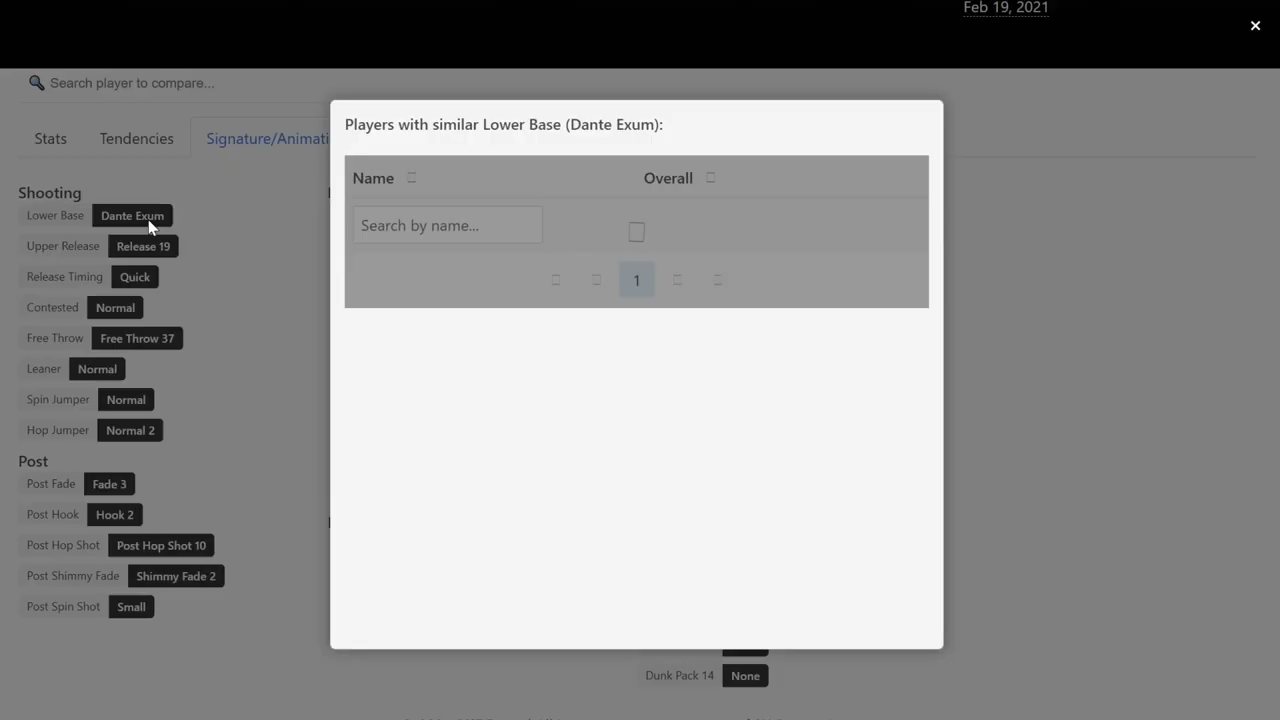 Feb 19, 2021
×
Search player to compare...
Stats
Tendencies
Signature/Animati
Players with similar Lower Base (Dante Exum):
Name
Overall
Search by name...
1
Shooting
Lower Base Dante Exum
Upper Release Release 19
Release Timing Quick
Contested Normal
Free Throw Free Throw 37
Leaner Normal
Spin Jumper Normal
Hop Jumper Normal 2
Post
Post Fade Fade 3
Post Hook Hook 2
Post Hop Shot Post Hop Shot 10
Post Shimmy Fade Shimmy Fade 2
Post Spin Shot Small
Dunk Pack 14 None